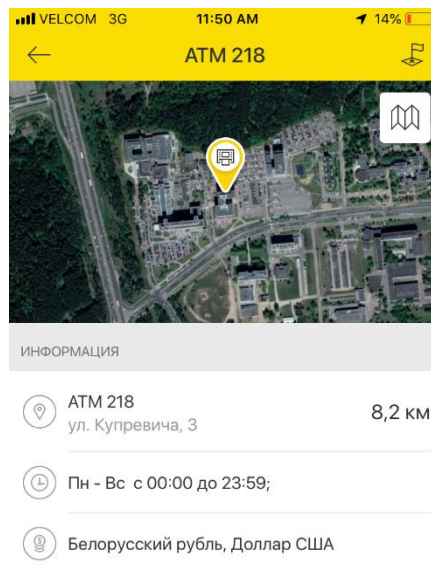 VELCOM 3G 11:50 AM 14%
ATM 218
ИНФОРМАЦИЯ
ATM 218
ул. Купревича, 3
8,2 км
Пн - Вс с 00:00 до 23:59;
Белорусский рубль, Доллар США